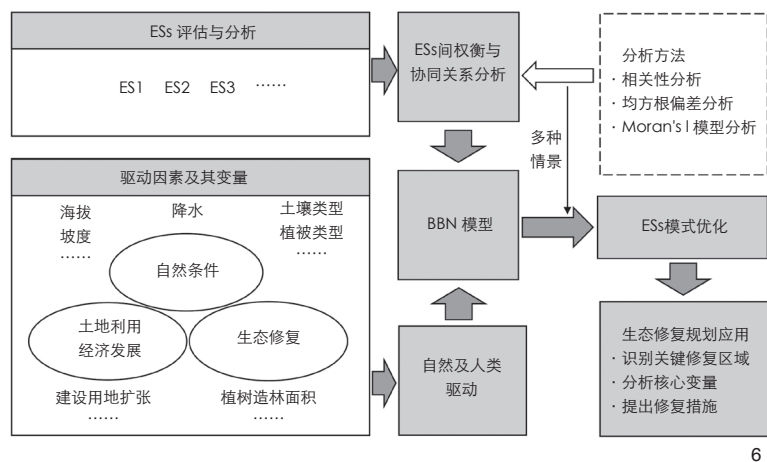 ESs 评估与分析
ES1 ES2 ES3 ……
ESs间权衡与
协同关系分析
分析方法
· 相关性分析
· 均方根偏差分析
· Moran's I 模型分析
多种
情景
驱动因素及其变量
海拔
坡度
……
降水
土壤类型
植被类型
……
自然条件
土地利用
经济发展
生态修复
建设用地扩张
……
植树造林面积
……
BBN 模型
自然及人类
驱动
ESs模式优化
生态修复规划应用
· 识别关键修复区域
· 分析核心变量
· 提出修复措施
6